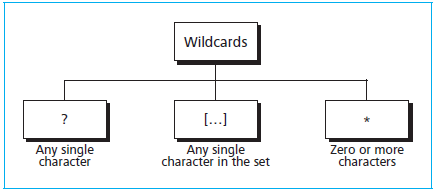 Wildcards
?
[...]
*
Any single
character
Any single
character in the set
Zero or more
characters